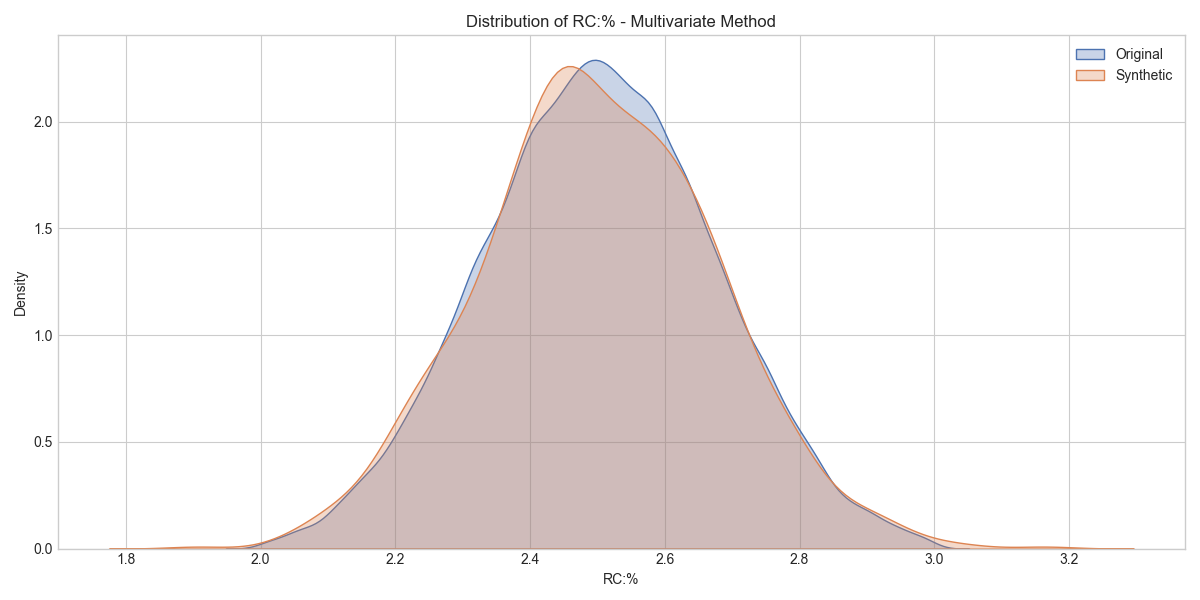 Distribution of RC:% - Multivariate Method
Original
Synthetic
Density
2.0
1.5
1.0
0.5
0.0
1.8 2.0 2.2 2.4 2.6 2.8 3.0 3.2
RC:%